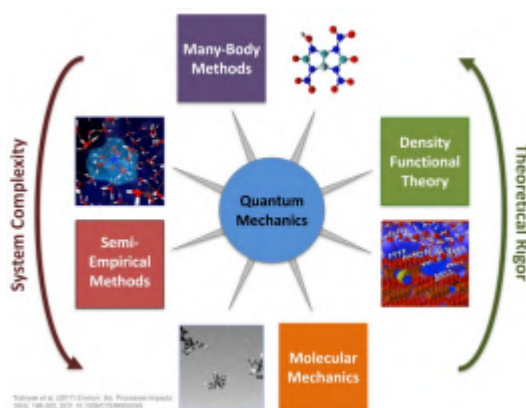 Many-Body
Methods
System Complexity
Density
Functional
Theory
Theoretical Rigor
Quantum
Mechanics
Semi-
Empirical
Methods
Molecular
Mechanics